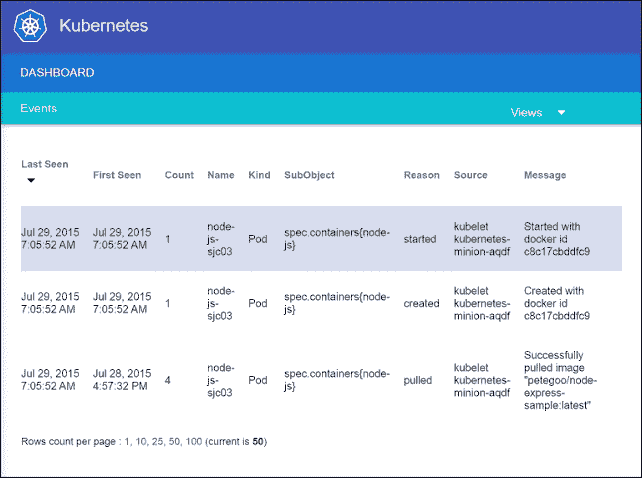 Kubernetes
DASHBOARD
Events
Views
Last Seen First Seen Count Name Kind SubObject Reason Source Message
Jul 29, 2015 7:05:52 AM Jul 29, 2015 7:05:52 AM 1 node-js-sjc03 Pod spec.containers{node-js} started kubelet kubernetes-minion-aqdf Started with docker id c8c17cbddfc9
Jul 29, 2015 7:05:52 AM Jul 29, 2015 7:05:52 AM 1 node-js-sjc03 Pod spec.containers{node-js} created kubelet kubernetes-minion-aqdf Created with docker id c8c17cbddfc9
Jul 29, 2015 7:05:52 AM Jul 28, 2015 4:57:32 PM 4 node-js-sjc03 Pod spec.containers{node-js} pulled kubelet kubernetes-minion-aqdf Successfully pulled image "petegoo/node-express-sample:latest"
Rows count per page : 1, 10, 25, 50, 100 (current is 50)